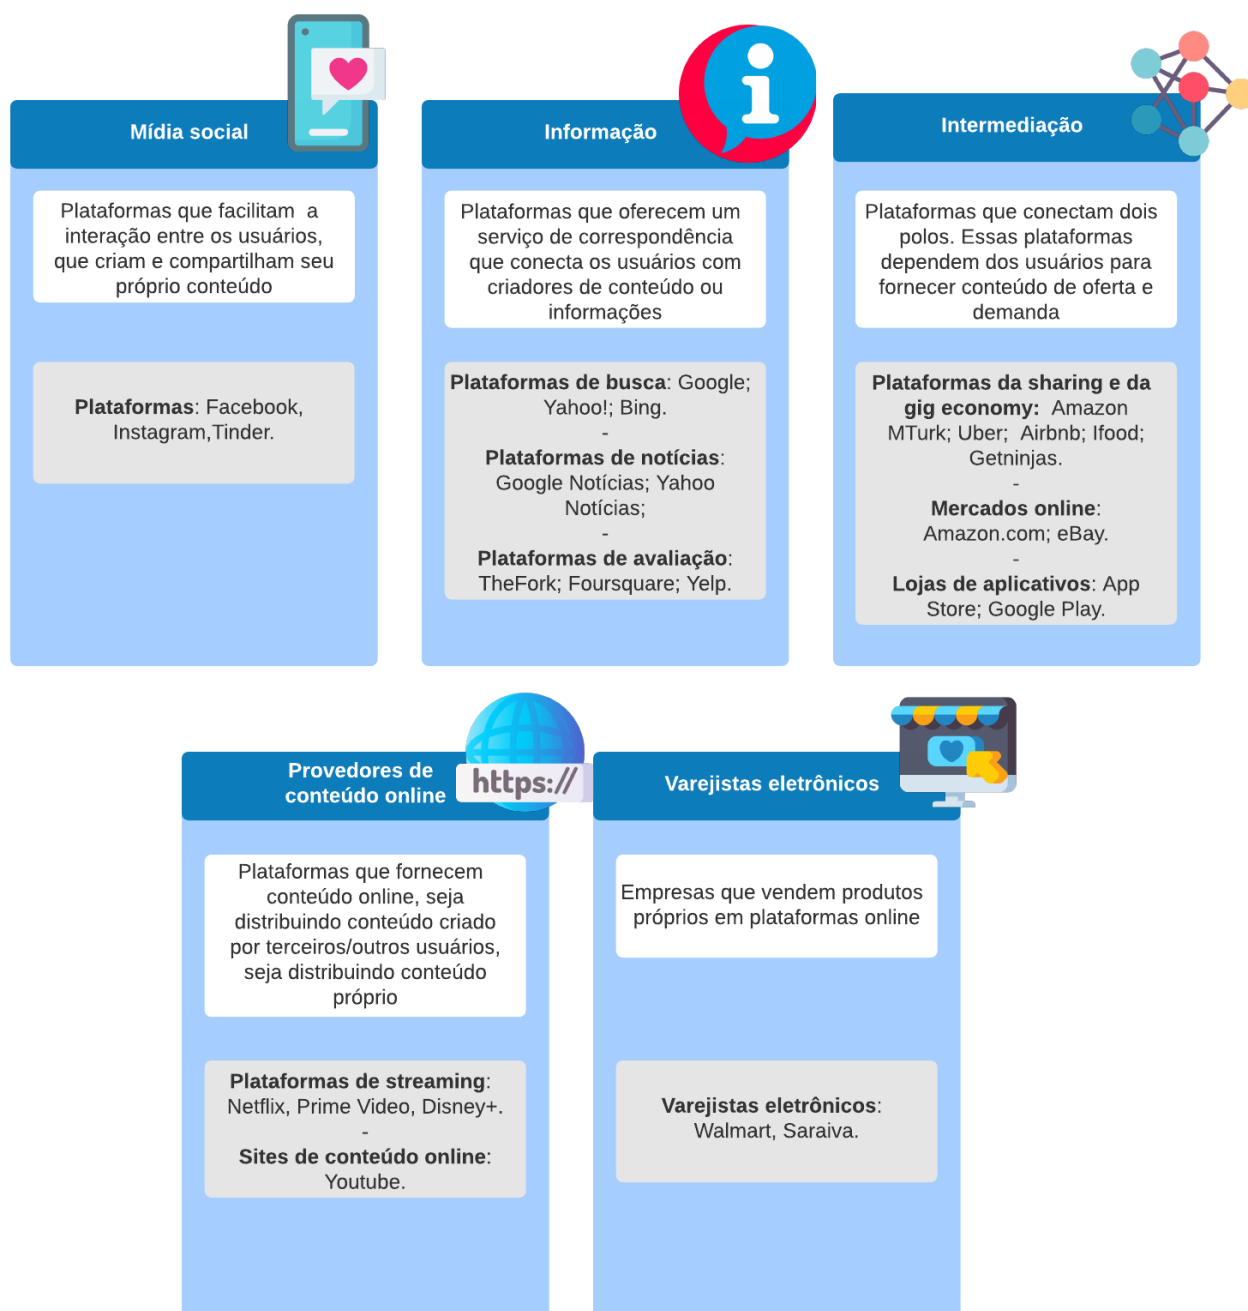 Mídia social
Plataformas que facilitam a
interação entre os usuários,
que criam e compartilham seu
próprio conteúdo
Plataformas: Facebook,
Instagram,Tinder.
Informação
Plataformas que oferecem um
serviço de correspondência
que conecta os usuários com
criadores de conteúdo ou
informações
Plataformas de busca: Google;
Yahoo!; Bing.
-
Plataformas de notícias:
Google Notícias; Yahoo
Notícias;
-
Plataformas de avaliação:
TheFork; Foursquare; Yelp.
Intermediação
Plataformas que conectam dois
polos. Essas plataformas
dependem dos usuários para
fornecer conteúdo de oferta e
demanda
Plataformas da sharing e da
gig economy: Amazon
MTurk; Uber; Airbnb; Ifood;
Getninjas.
-
Mercados online:
Amazon.com; eBay.
-
Lojas de aplicativos: App
Store; Google Play.
Provedores de
conteúdo online
https://
Plataformas que fornecem
conteúdo online, seja
distribuindo conteúdo criado
por terceiros/outros usuários,
seja distribuindo conteúdo
próprio
Plataformas de streaming:
Netflix, Prime Video, Disney+.
-
Sites de conteúdo online:
Youtube.
Varejistas eletrônicos
Empresas que vendem produtos
próprios em plataformas online
Varejistas eletrônicos:
Walmart, Saraiva.